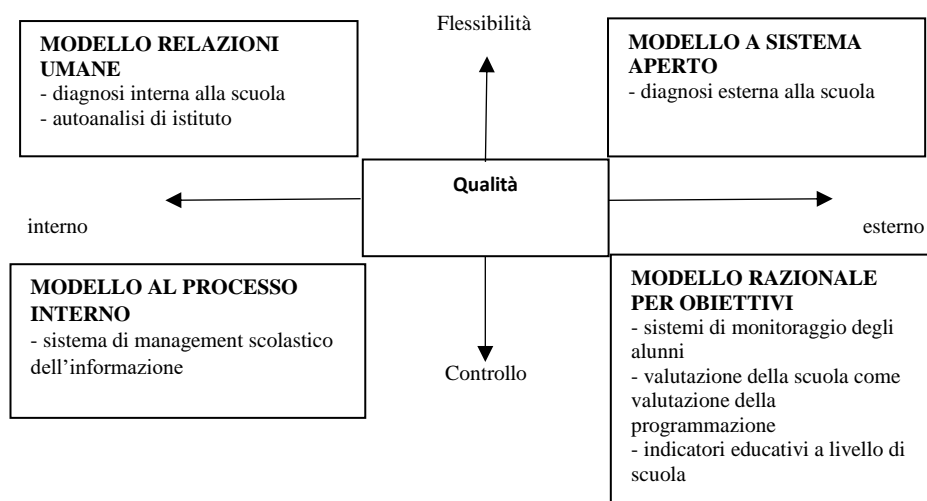 Flessibilità
MODELLO RELAZIONI
UMANE
- diagnosi interna alla scuola
- autoanalisi di istituto
MODELLO A SISTEMA
APERTO
- diagnosi esterna alla scuola
Qualità
interno
esterno
MODELLO AL PROCESSO
INTERNO
- sistema di management scolastico
dell’informazione
Controllo
MODELLO RAZIONALE
PER OBIETTIVI
- sistemi di monitoraggio degli
alunni
- valutazione della scuola come
valutazione della
programmazione
- indicatori educativi a livello di
scuola